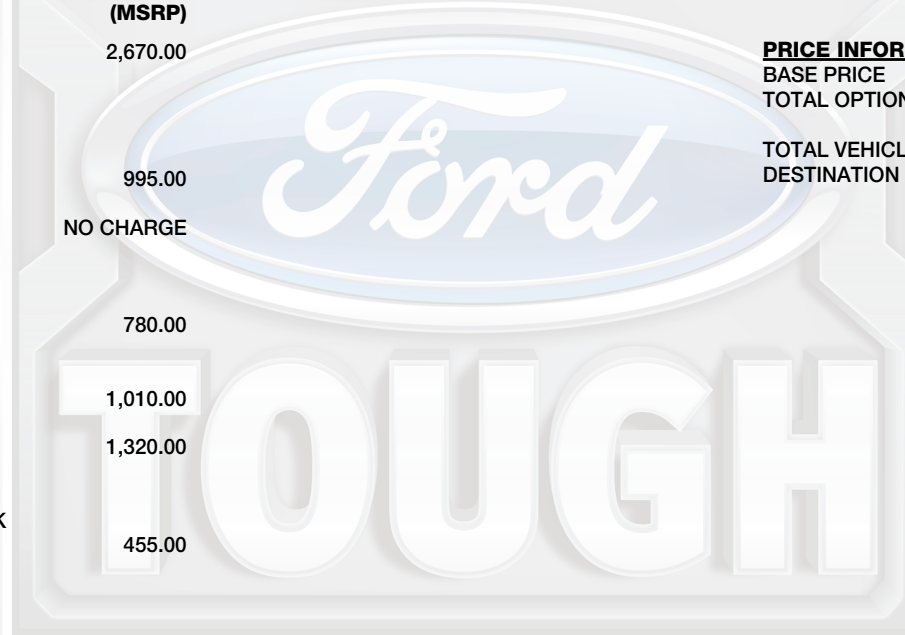 (MSRP)
2,670.00
995.00
NO CHARGE
780.00
1,010.00
1,320.00
K
455.00
PRICE INFOR
BASE PRICE
TOTAL OPTION
TOTAL VEHICL
DESTINATION
Ford
TOUGH